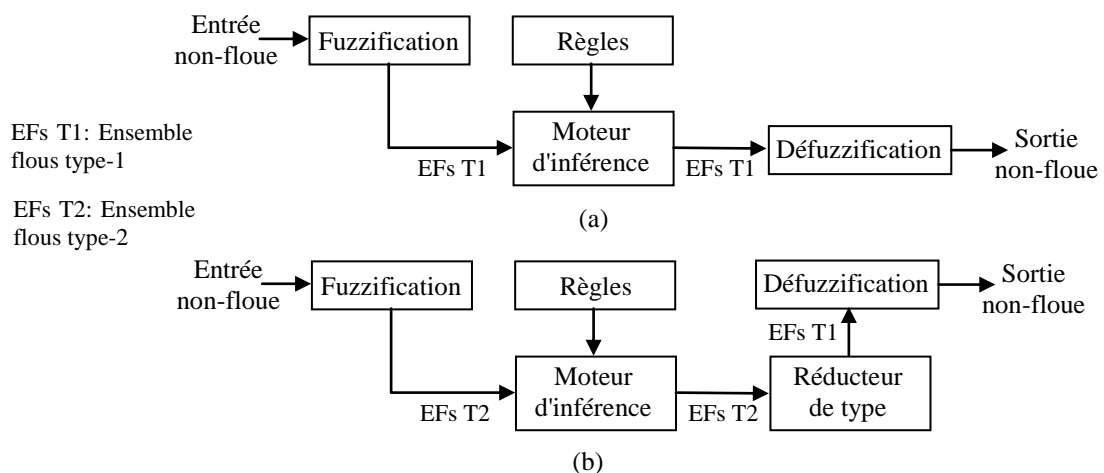 Entrée
non-floue
Fuzzification
Règles
EFs T1: Ensemble
flous type-1
EFs T1
Moteur
d'inférence
EFs T1
Défuzzification
Sortie
non-floue
(a)
EFs T2: Ensemble
flous type-2
Entrée
non-floue
Fuzzification
Règles
Défuzzification
Sortie
non-floue
EFs T1
EFs T2
Moteur
d'inférence
EFs T2
Réducteur
de type
(b)